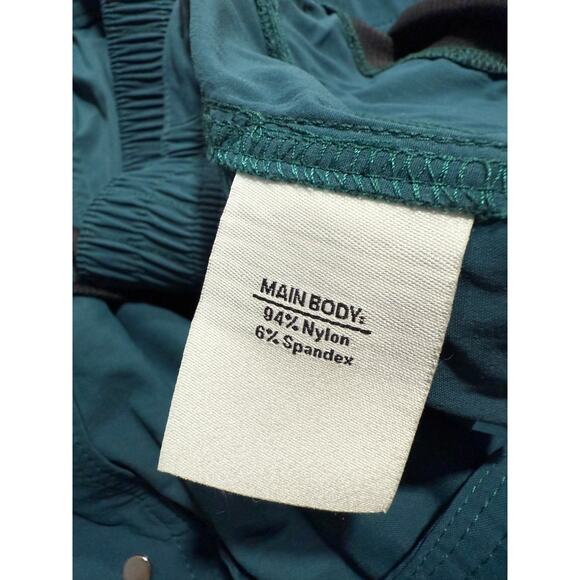 MAIN BODY:
94% Nylon
6% Spandex